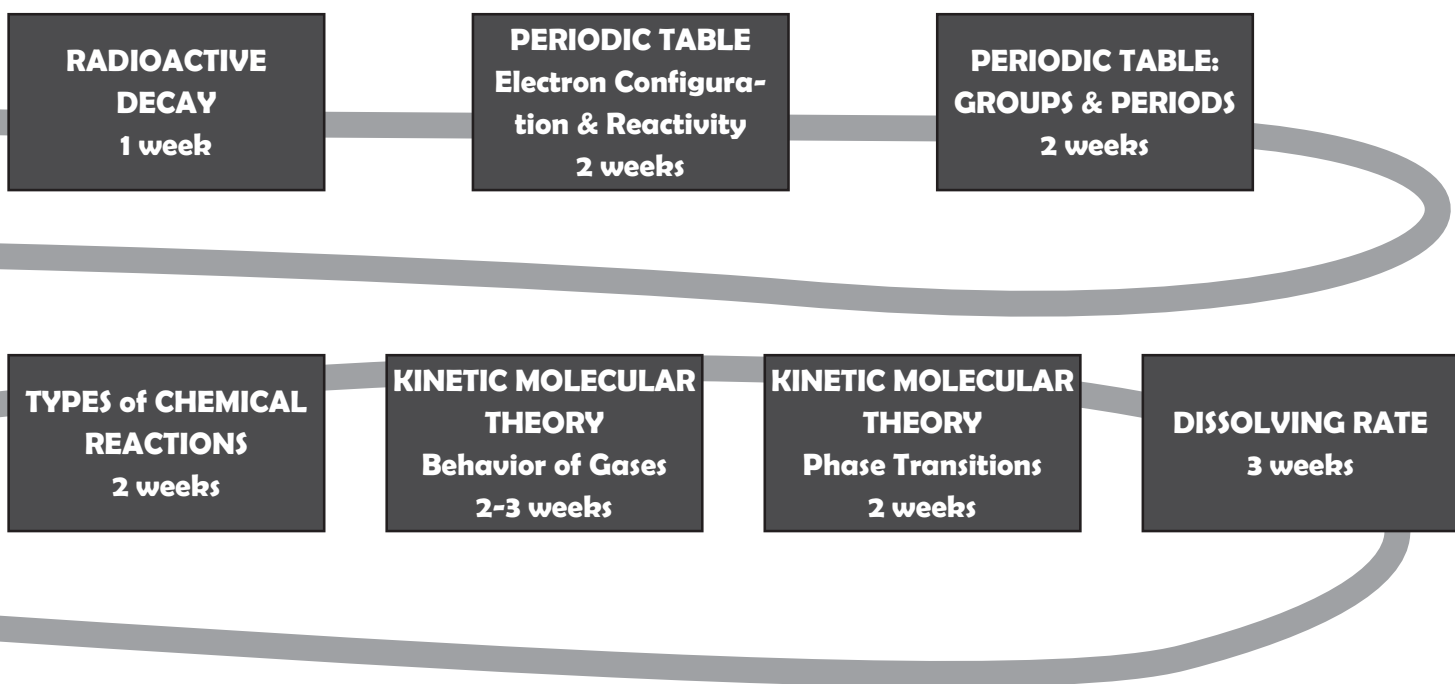 RADIOACTIVE
DECAY
1 week
PERIODIC TABLE
Electron Configura-
tion & Reactivity
2 weeks
PERIODIC TABLE:
GROUPS & PERIODS
2 weeks
TYPES of CHEMICAL
REACTIONS
2 weeks
KINETIC MOLECULAR
THEORY
Behavior of Gases
2-3 weeks
KINETIC MOLECULAR
THEORY
Phase Transitions
2 weeks
DISSOLVING RATE
3 weeks